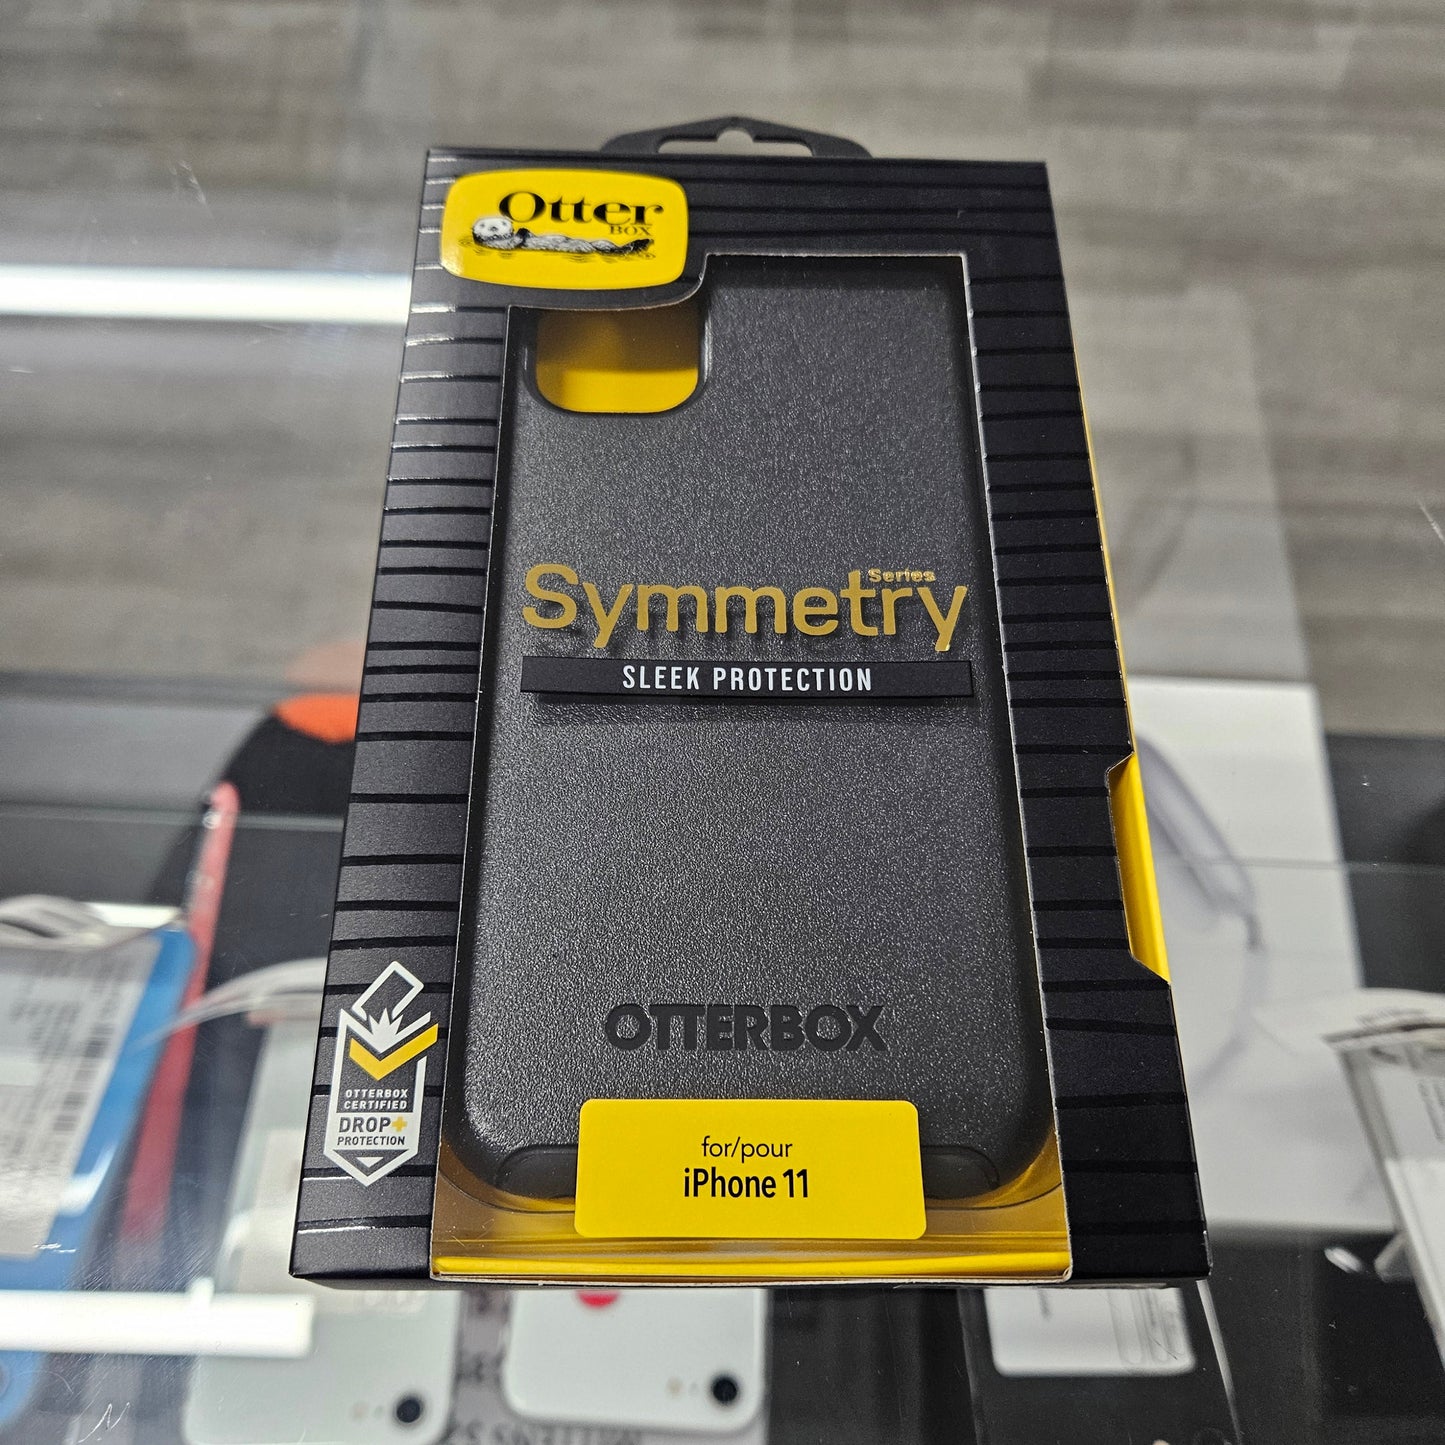 Otter
BOX
Series
Symmetry
SLEEK PROTECTION
OTTERBOX
OTTERBOX
CERTIFIED
DROP+
PROTECTION
for/pour
iPhone 11